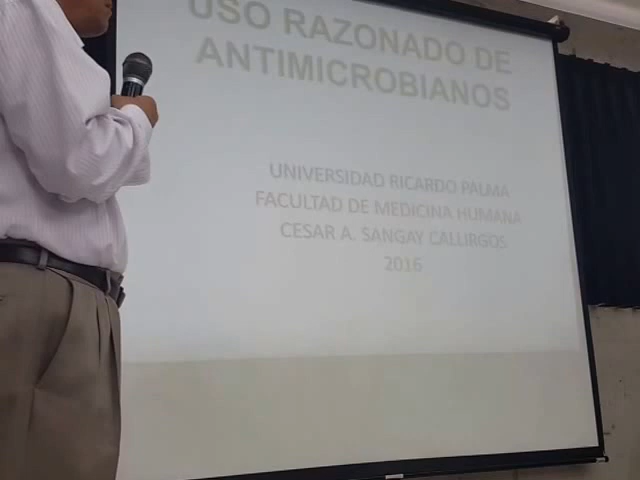 USO RAZONADO DE
ANTIMICROBIANOS
UNIVERSIDAD RICARDO PALMA
FACULTAD DE MEDICINA HUMANA
CESAR A. SANGAY CALLIRGOS
2016